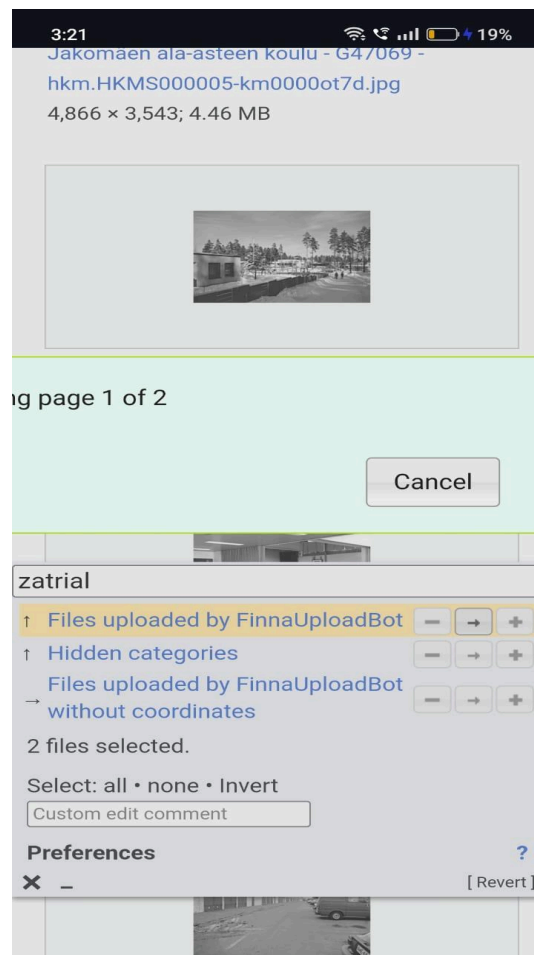 3:21 19%
Jakomäen ala-asteen koulu - G47069 -
hkm.HKMS000005-km0000ot7d.jpg
4,866 × 3,543; 4.46 MB
ng page 1 of 2
Cancel
zatrial
↑ Files uploaded by FinnaUploadBot − → +
↑ Hidden categories − → +
→ Files uploaded by FinnaUploadBot
without coordinates − → +
2 files selected.
Select: all • none • Invert
Custom edit comment
Preferences ?
[ Revert ]